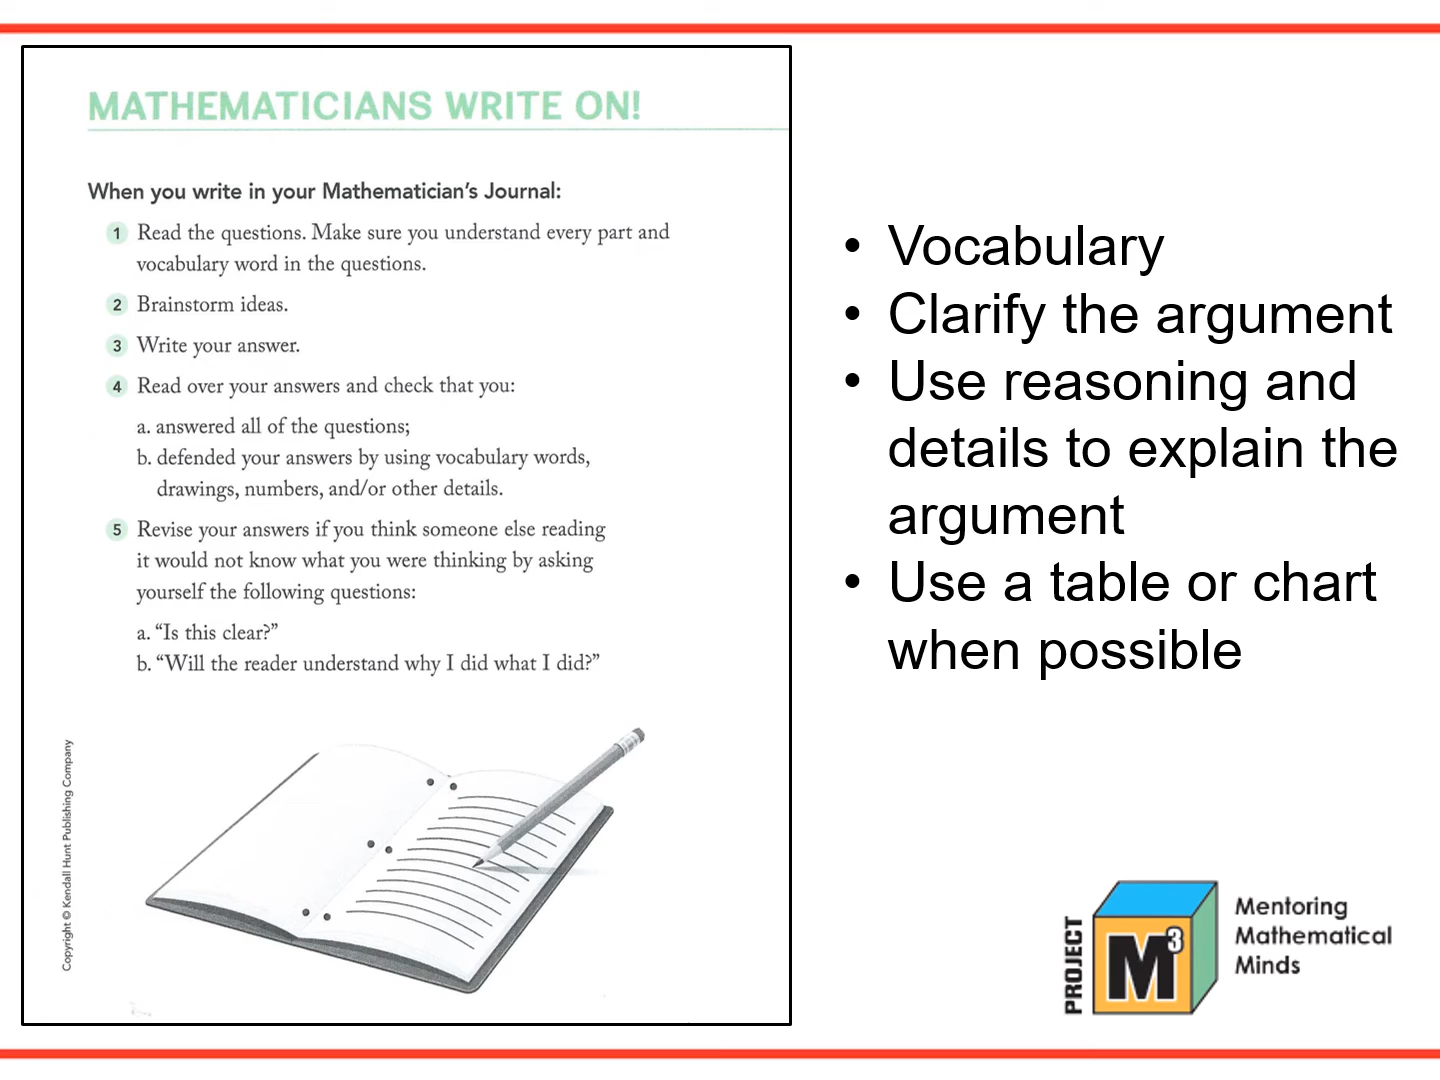 MATHEMATICIANS WRITE ON!
When you write in your Mathematician's Journal:
1 Read the questions. Make sure you understand every part and
vocabulary word in the questions.
2 Brainstorm ideas.
3 Write your answer.
4 Read over your answers and check that you:
a. answered all of the questions;
b. defended your answers by using vocabulary words,
drawings, numbers, and/or other details.
5 Revise your answers if you think someone else reading
it would not know what you were thinking by asking
yourself the following questions:
a. “Is this clear?”
b. “Will the reader understand why I did what I did?”
Copyright © Kendall Hunt Publishing Company
• Vocabulary
• Clarify the argument
• Use reasoning and
details to explain the
argument
• Use a table or chart
when possible
PROJECT
M3
Mentoring
Mathematical
Minds